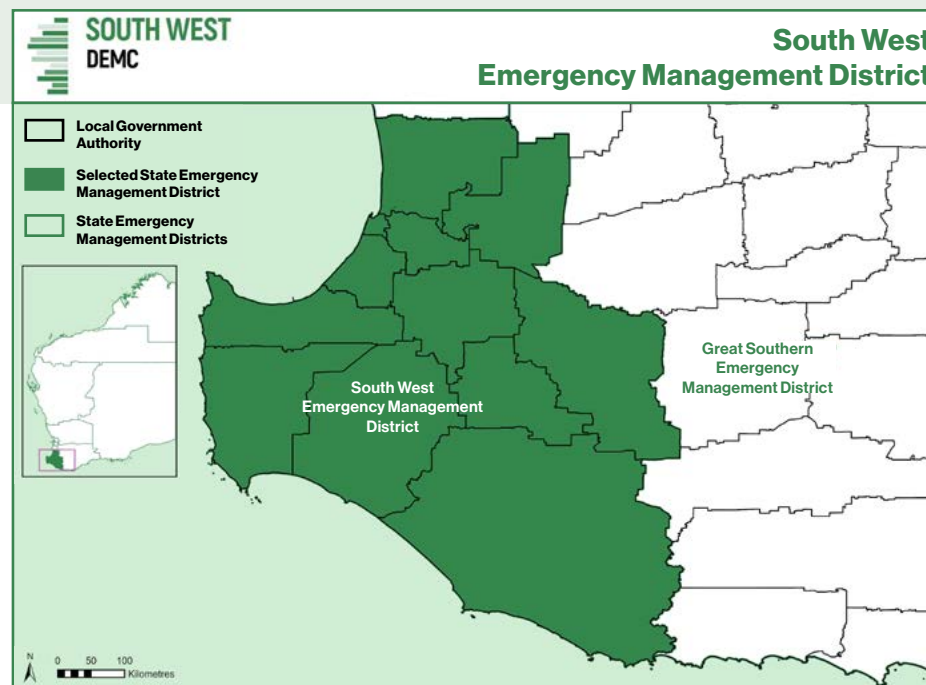 SOUTH WEST
DEMC
South West
Emergency Management District
Local Government
Authority
Selected State Emergency
Management District
State Emergency
Management Districts
Great Southern
Emergency
Management District
South West
Emergency Management
District
N
0 50 100
Kilometres